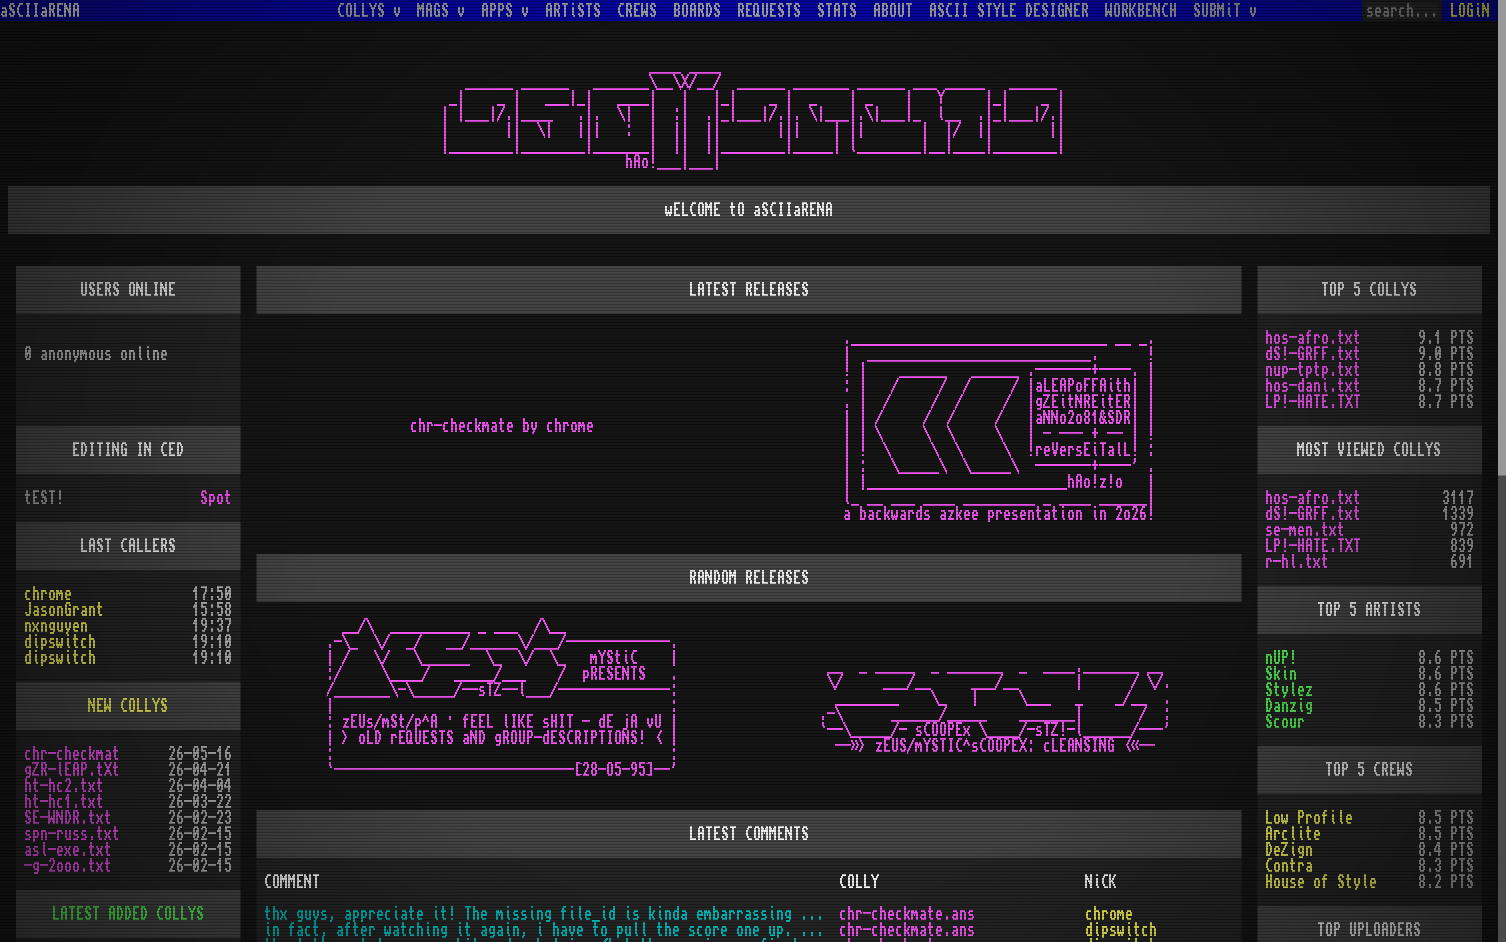 aSCIIaRENA
COLLYS v MAGS v APPS v ARTiSTS CREWS BOARDS REQUESTS STATS ABOUT ASCII STYLE DESIGNER WORKBENCH SUBMiT v
search... LOGiN
hAo!
wELCOME tO aSCIIaRENA
USERS ONLINE
0 anonymous online
EDITING IN CED
tEST! Spot
LAST CALLERS
chrome 17:50
JasonGrant 15:58
nxnguyen 19:37
dipswitch 19:10
dipswitch 19:10
NEW COLLYS
chr-checkmat 26-05-16
gZR-lEAP.tXt 26-04-21
ht-hc2.txt 26-04-04
ht-hc1.txt 26-03-22
SE-WNDR.txt 26-02-23
spn-russ.txt 26-02-15
asl-exe.txt 26-02-15
-g-2ooo.txt 26-02-15
LATEST ADDED COLLYS
LATEST RELEASES
chr-checkmate by chrome
aLEAPoFFAith
gZEitNREitER
aNNo2o81&SDR
reVersEiTalL
hAo!z!o
a backwards azkee presentation in 2o26!
RANDOM RELEASES
mYStiC
pRESENTS
sTZ
zEUs/mSt/p^A · fEEL lIKE sHIT - dE jA vU
> oLD rEQUESTS aND gROUP-dESCRIPTIONS! <
[28-05-95]
sCOOPEx
sTZ!
zEUS/mYSTIC^sCOOPEX: cLEANSING
LATEST COMMENTS
COMMENT COLLY NiCK
thx guys, appreciate it! The missing file_id is kinda embarrassing ... chr-checkmate.ans chrome
in fact, after watching it again, i have to pull the score one up. ... chr-checkmate.ans dipswitch
TOP 5 COLLYS
hos-afro.txt 9.1 PTS
dS!-GRFF.txt 9.0 PTS
nup-tptp.txt 8.8 PTS
hos-dani.txt 8.7 PTS
LP!-HATE.TXT 8.7 PTS
MOST VIEWED COLLYS
hos-afro.txt 3117
dS!-GRFF.txt 1339
se-men.txt 972
LP!-HATE.TXT 839
r-hl.txt 691
TOP 5 ARTISTS
nUP! 8.6 PTS
Skin 8.6 PTS
Stylez 8.6 PTS
Danzig 8.5 PTS
Scour 8.3 PTS
TOP 5 CREWS
Low Profile 8.5 PTS
Arclite 8.5 PTS
DeZign 8.4 PTS
Contra 8.3 PTS
House of Style 8.2 PTS
TOP UPLOADERS